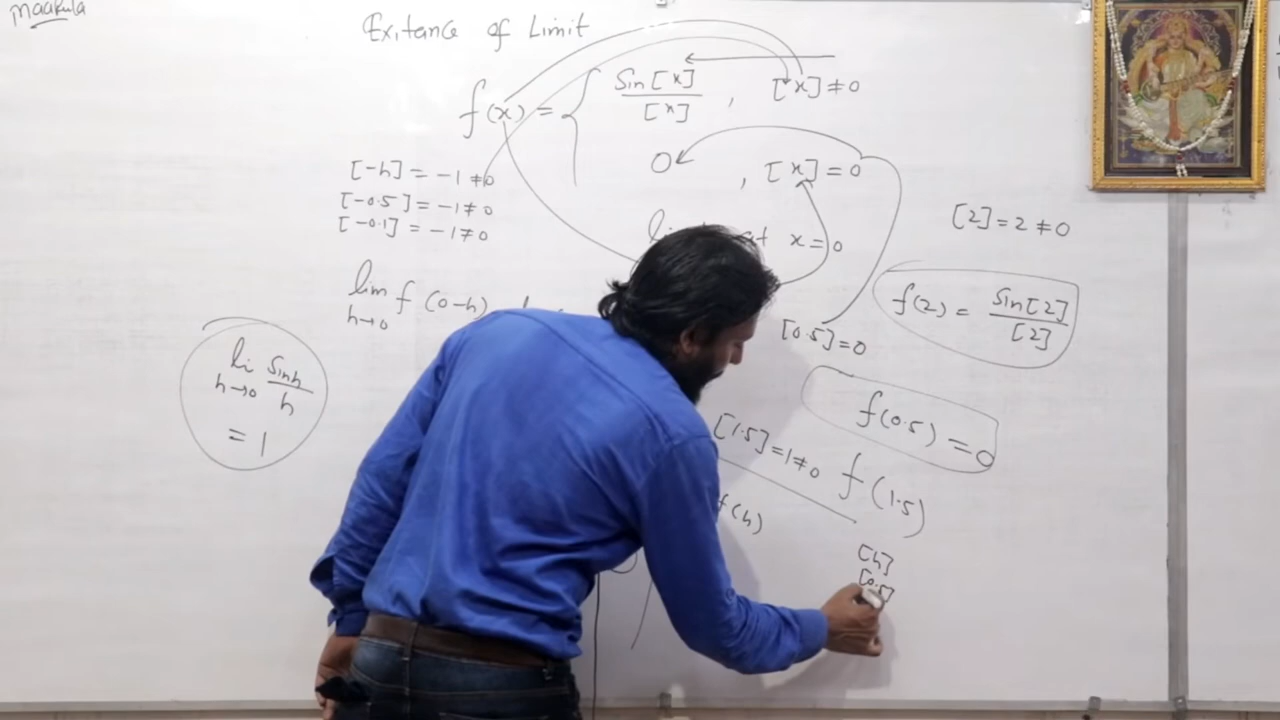 maakula
Exitance of Limit
f(x) = { Sin[x] / [x] , [x] ≠ 0
0 , [x] = 0
[-h] = -1 ≠ 0
[-0.5] = -1 ≠ 0
[-0.1] = -1 ≠ 0
at x = 0
[2] = 2 ≠ 0
lim h→0 f(0-h)
f(2) = Sin[2] / [2]
[0.5] = 0
li h→0 Sinh / h
= 1
f(0.5) = 0
[1.5] = 1 ≠ 0 f(1.5)
f(h)
[h]
[0.5]